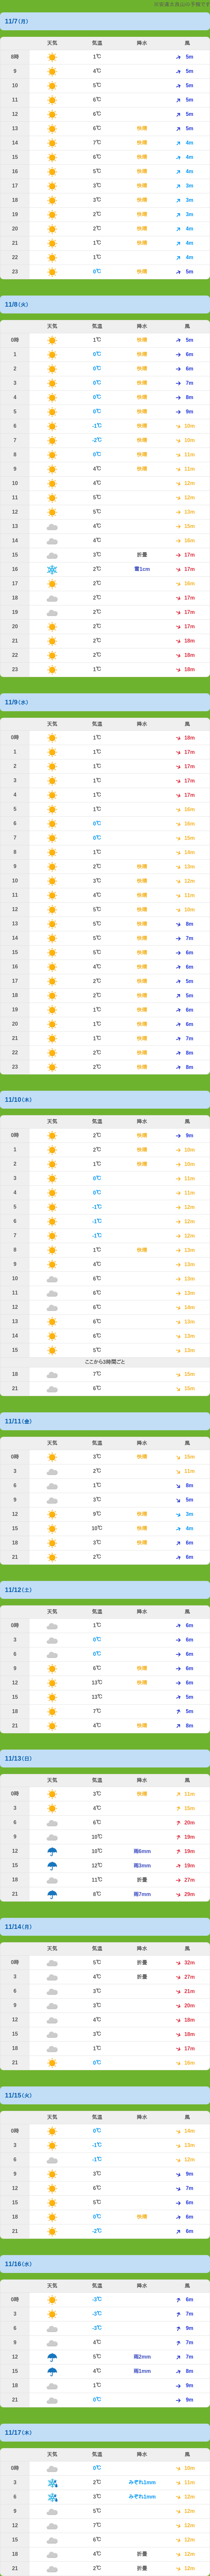 ※安達太良山の予報です
11/7(月)
天気 気温 降水 風
8時 1℃ 5m
9 4℃ 5m
10 5℃ 5m
11 6℃ 5m
12 6℃ 5m
13 6℃ 快晴 5m
14 7℃ 快晴 4m
15 6℃ 快晴 4m
16 5℃ 快晴 4m
17 3℃ 快晴 3m
18 3℃ 快晴 3m
19 2℃ 快晴 3m
20 2℃ 快晴 4m
21 1℃ 快晴 4m
22 1℃ 4m
23 0℃ 快晴 5m
11/8(火)
天気 気温 降水 風
0時 1℃ 快晴 5m
1 0℃ 快晴 6m
2 0℃ 快晴 6m
3 0℃ 快晴 7m
4 0℃ 快晴 8m
5 0℃ 快晴 9m
6 -1℃ 快晴 10m
7 -2℃ 快晴 10m
8 0℃ 快晴 11m
9 4℃ 快晴 11m
10 4℃ 12m
11 5℃ 12m
12 5℃ 13m
13 4℃ 15m
14 4℃ 16m
15 3℃ 折畳 17m
16 2℃ 雪1cm 17m
17 2℃ 16m
18 2℃ 17m
19 2℃ 17m
20 2℃ 17m
21 2℃ 18m
22 2℃ 18m
23 1℃ 18m
11/9(水)
天気 気温 降水 風
0時 1℃ 18m
1 1℃ 17m
2 1℃ 17m
3 1℃ 17m
4 1℃ 17m
5 1℃ 16m
6 0℃ 16m
7 0℃ 15m
8 1℃ 14m
9 2℃ 快晴 13m
10 3℃ 快晴 12m
11 4℃ 快晴 11m
12 5℃ 快晴 10m
13 5℃ 快晴 8m
14 5℃ 快晴 7m
15 5℃ 快晴 6m
16 4℃ 快晴 6m
17 2℃ 快晴 5m
18 2℃ 快晴 5m
19 1℃ 快晴 6m
20 1℃ 快晴 6m
21 1℃ 快晴 7m
22 2℃ 快晴 8m
23 2℃ 快晴 8m
11/10(木)
天気 気温 降水 風
0時 2℃ 快晴 9m
1 2℃ 快晴 10m
2 1℃ 快晴 10m
3 0℃ 11m
4 0℃ 11m
5 -1℃ 12m
6 -1℃ 12m
7 -1℃ 12m
8 1℃ 快晴 13m
9 4℃ 13m
10 6℃ 13m
11 6℃ 13m
12 6℃ 14m
13 6℃ 13m
14 6℃ 13m
15 5℃ 13m
ここから3時間ごと
18 7℃ 15m
21 6℃ 15m
11/11(金)
天気 気温 降水 風
0時 3℃ 快晴 15m
3 2℃ 11m
6 1℃ 8m
9 3℃ 5m
12 9℃ 快晴 3m
15 10℃ 快晴 4m
18 3℃ 快晴 6m
21 2℃ 6m
11/12(土)
天気 気温 降水 風
0時 1℃ 6m
3 0℃ 6m
6 0℃ 6m
9 6℃ 快晴 6m
12 13℃ 快晴 6m
15 13℃ 5m
18 7℃ 5m
21 4℃ 快晴 8m
11/13(日)
天気 気温 降水 風
0時 3℃ 快晴 11m
3 4℃ 15m
6 6℃ 20m
9 10℃ 19m
12 10℃ 雨6mm 19m
15 12℃ 雨3mm 19m
18 11℃ 折畳 27m
21 8℃ 雨7mm 29m
11/14(月)
天気 気温 降水 風
0時 5℃ 折畳 32m
3 4℃ 折畳 27m
6 3℃ 21m
9 3℃ 20m
12 4℃ 18m
15 3℃ 18m
18 1℃ 17m
21 0℃ 16m
11/15(火)
天気 気温 降水 風
0時 0℃ 14m
3 -1℃ 13m
6 -1℃ 12m
9 3℃ 9m
12 6℃ 7m
15 5℃ 6m
18 0℃ 快晴 6m
21 -2℃ 6m
11/16(水)
天気 気温 降水 風
0時 -3℃ 6m
3 -3℃ 7m
6 -3℃ 9m
9 4℃ 7m
12 5℃ 雨2mm 7m
15 4℃ 雨1mm 8m
18 1℃ 9m
21 0℃ 9m
11/17(木)
天気 気温 降水 風
0時 0℃ 10m
3 2℃ みぞれ1mm 11m
6 3℃ みぞれ1mm 12m
9 5℃ 12m
12 7℃ 12m
15 6℃ 12m
18 4℃ 折畳 12m
21 2℃ 折畳 12m